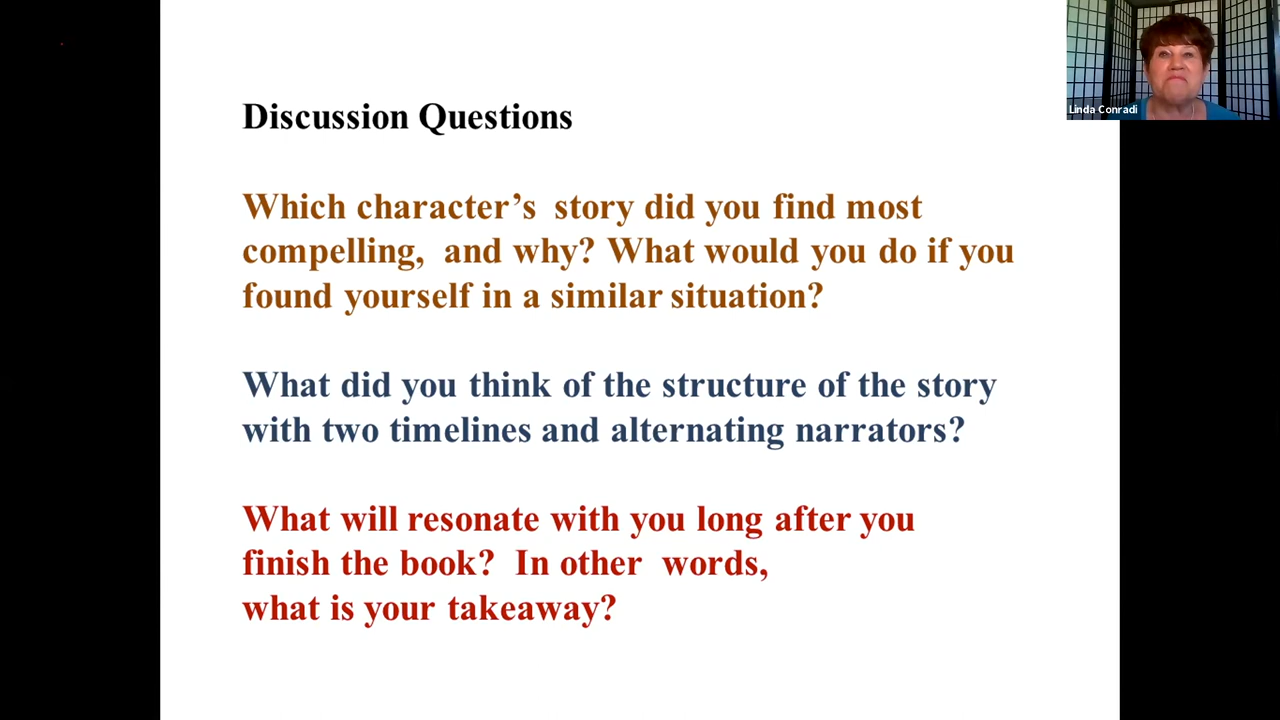 Discussion Questions
Which character’s story did you find most
compelling, and why? What would you do if you
found yourself in a similar situation?
What did you think of the structure of the story
with two timelines and alternating narrators?
What will resonate with you long after you
finish the book? In other words,
what is your takeaway?
Linda Conradi